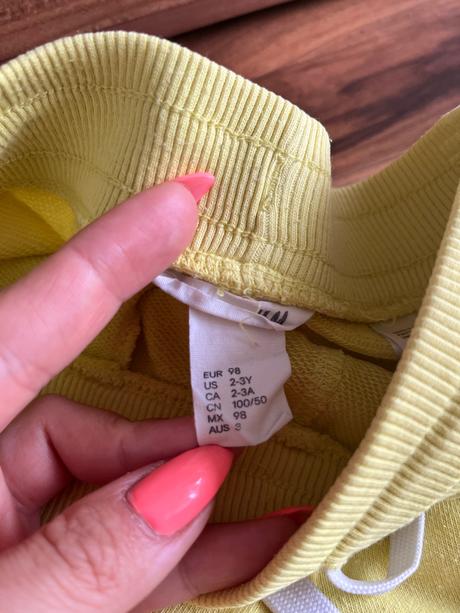 EUR 98
US 2-3Y
CA 2-3A
CN 100/50
MX 98
AUS 3